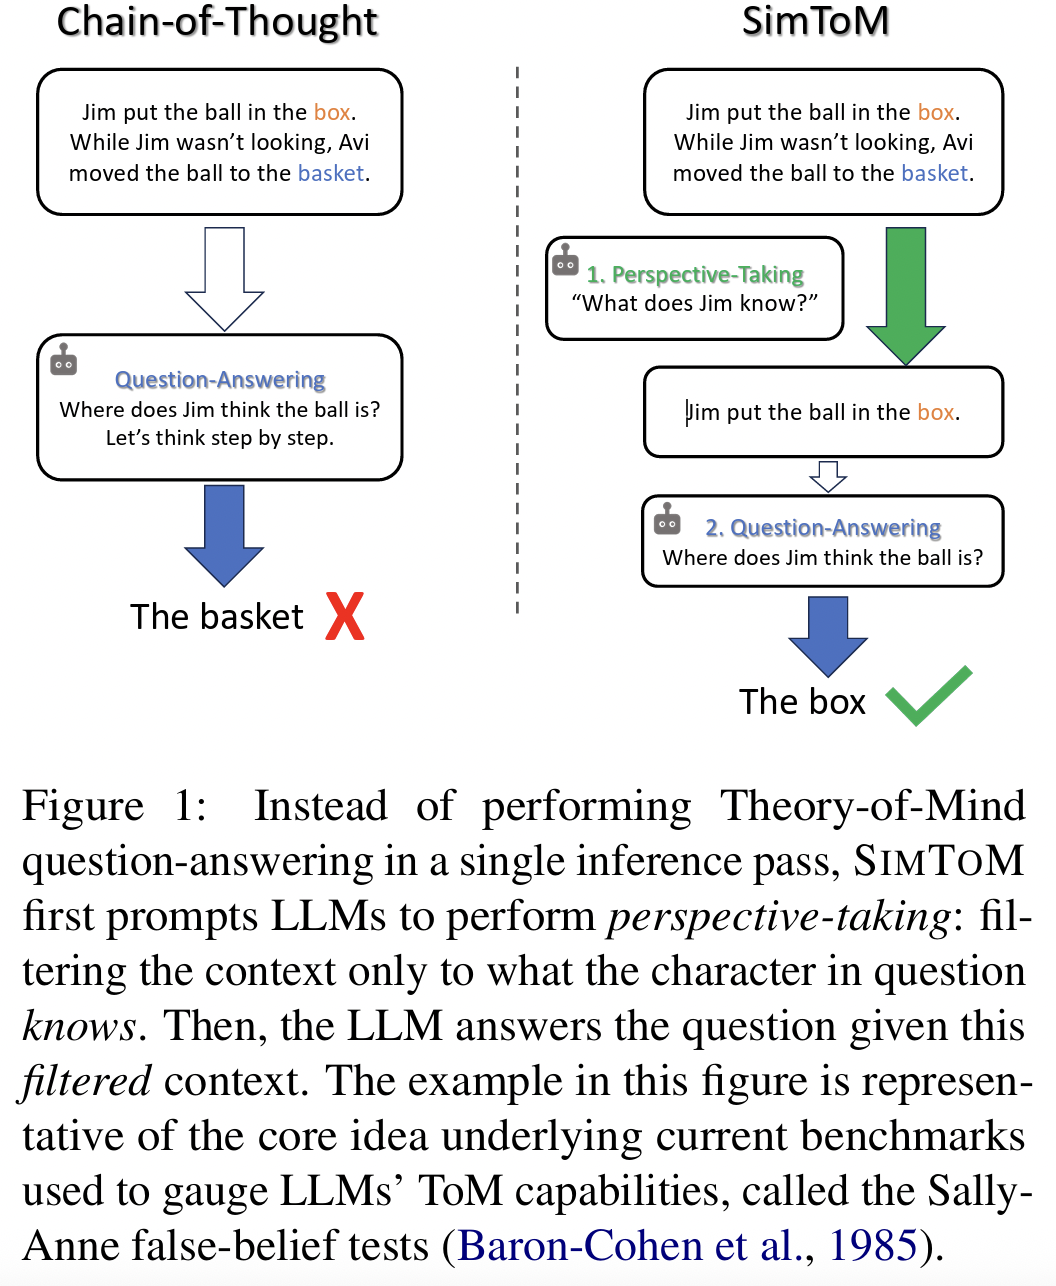 Chain-of-Thought
Jim put the ball in the box.
While Jim wasn’t looking, Avi
moved the ball to the basket.
Question-Answering
Where does Jim think the ball is?
Let’s think step by step.
The basket X
SimToM
Jim put the ball in the box.
While Jim wasn’t looking, Avi
moved the ball to the basket.
1. Perspective-Taking
“What does Jim know?”
Jim put the ball in the box.
2. Question-Answering
Where does Jim think the ball is?
The box
Figure 1: Instead of performing Theory-of-Mind
question-answering in a single inference pass, SIMTOM
first prompts LLMs to perform perspective-taking: fil-
tering the context only to what the character in question
knows. Then, the LLM answers the question given this
filtered context. The example in this figure is represen-
tative of the core idea underlying current benchmarks
used to gauge LLMs’ ToM capabilities, called the Sally-
Anne false-belief tests (Baron-Cohen et al., 1985).